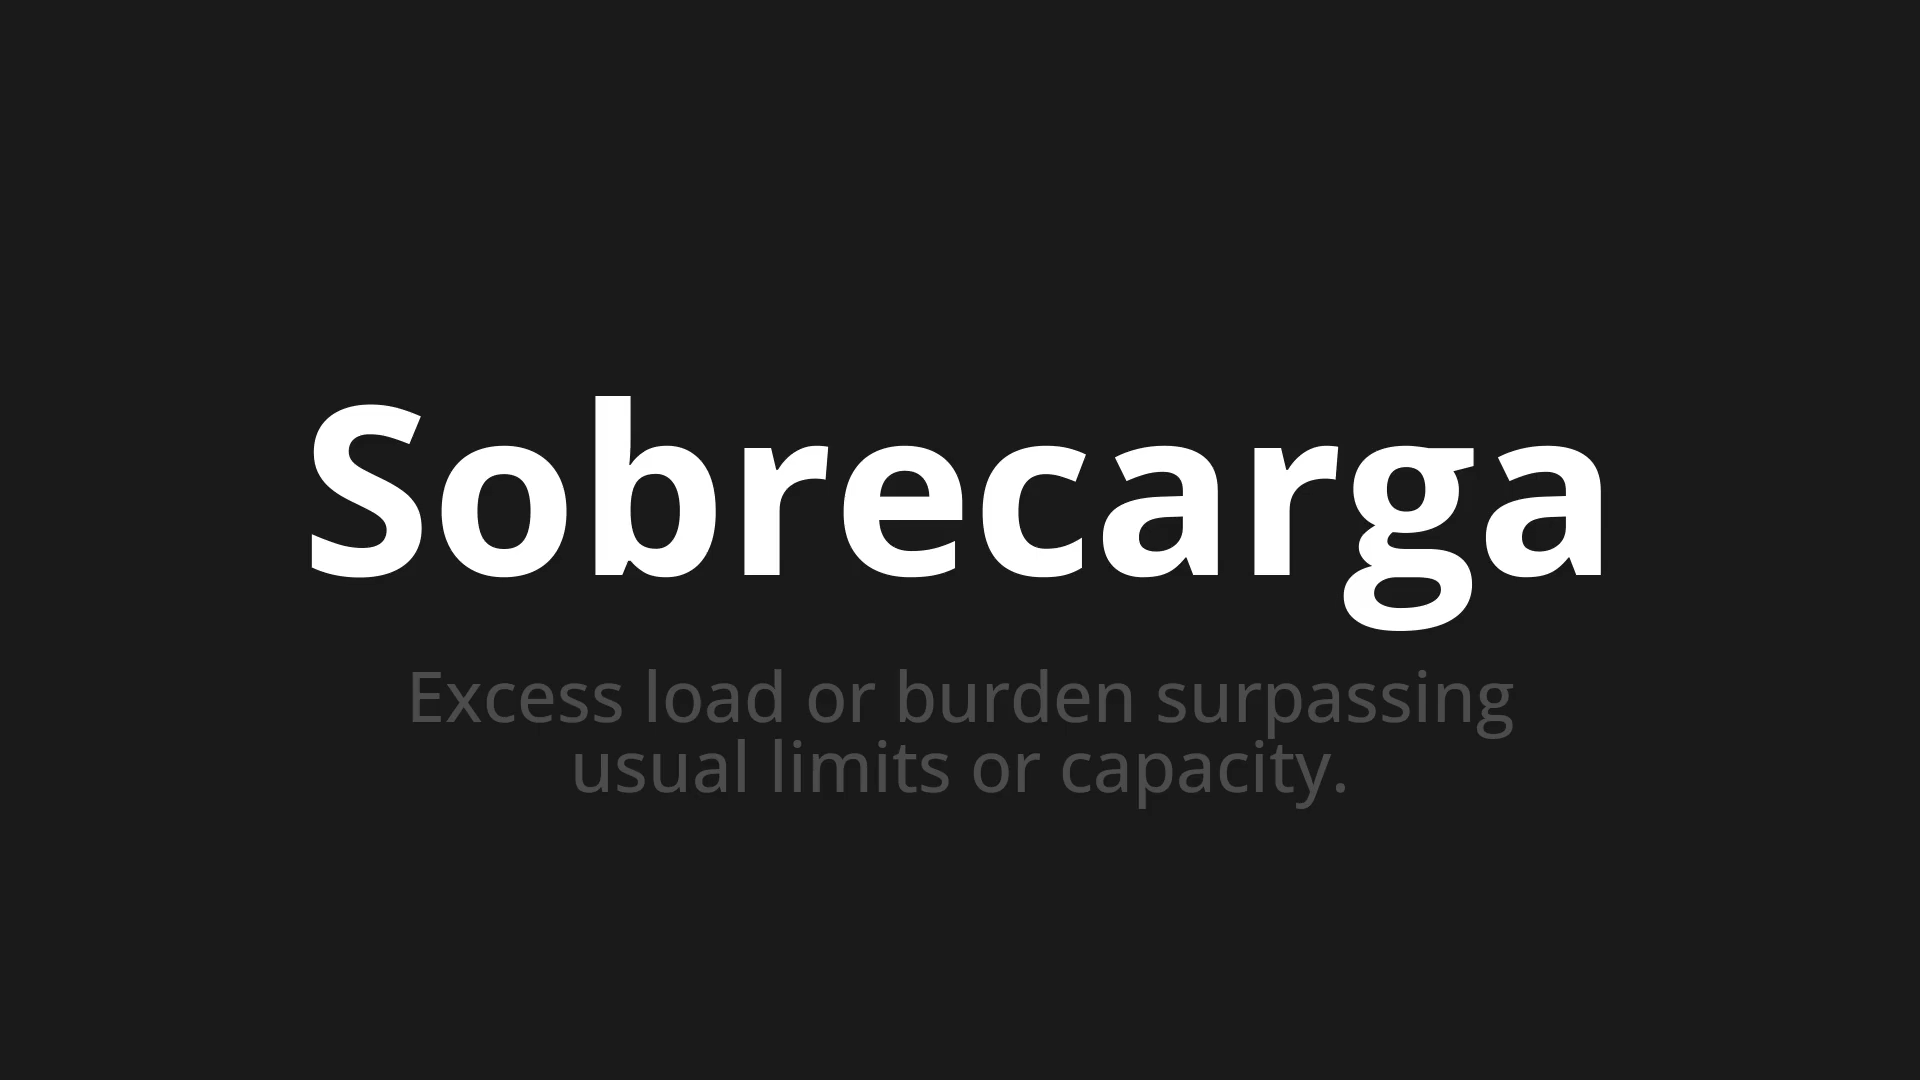 Sobrecarga
Excess load or burden surpassing
usual limits or capacity.